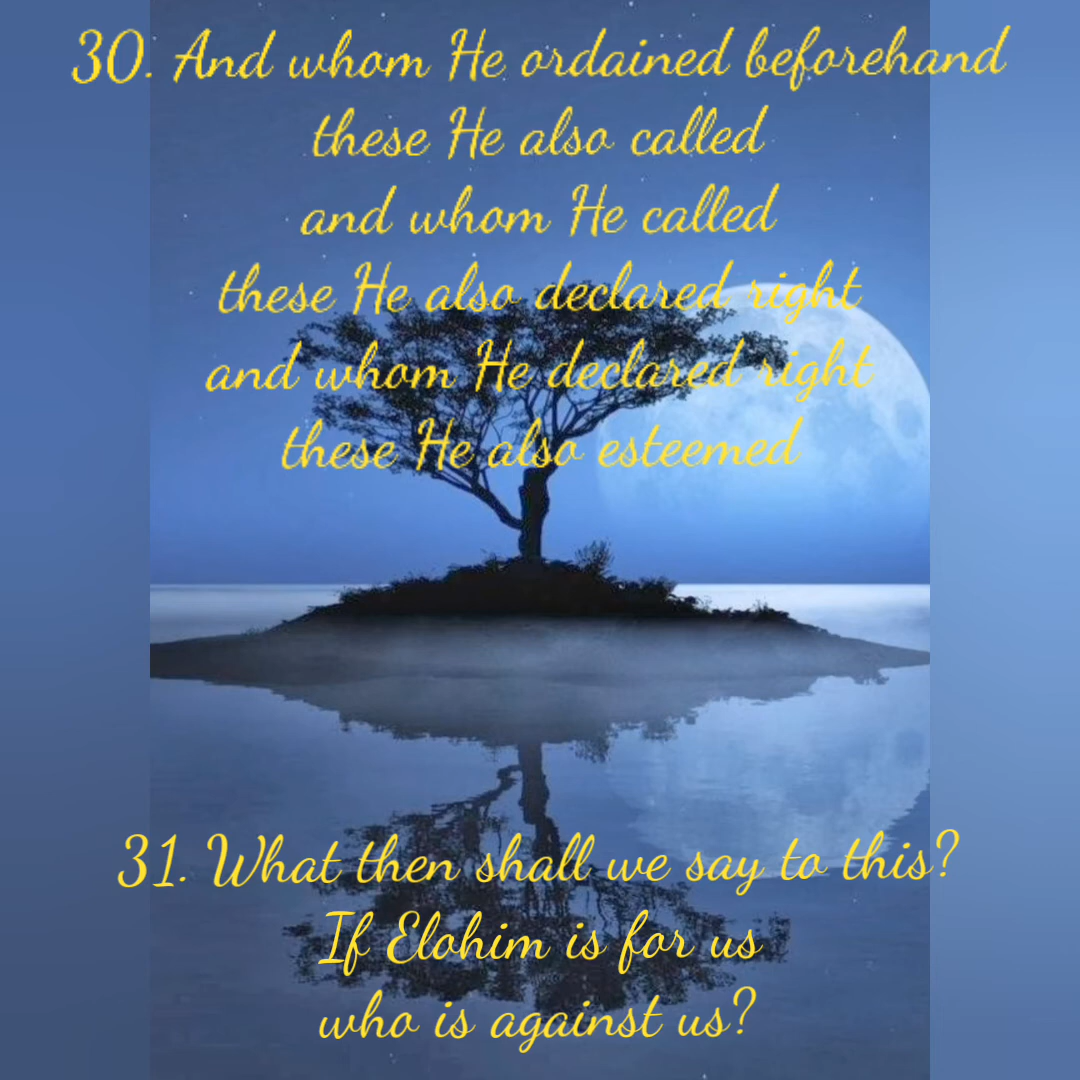 30. And whom He ordained beforehand
these He also called
and whom He called
these He also declared right
and whom He declared right
these He also esteemed
31. What then shall we say to this?
If Elohim is for us
who is against us?